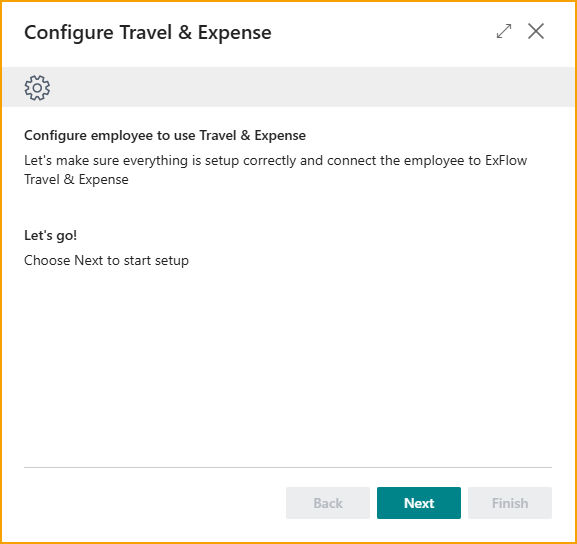 Configure Travel & Expense
Configure employee to use Travel & Expense
Let's make sure everything is setup correctly and connect the employee to ExFlow
Travel & Expense
Let's go!
Choose Next to start setup
Back
Next
Finish